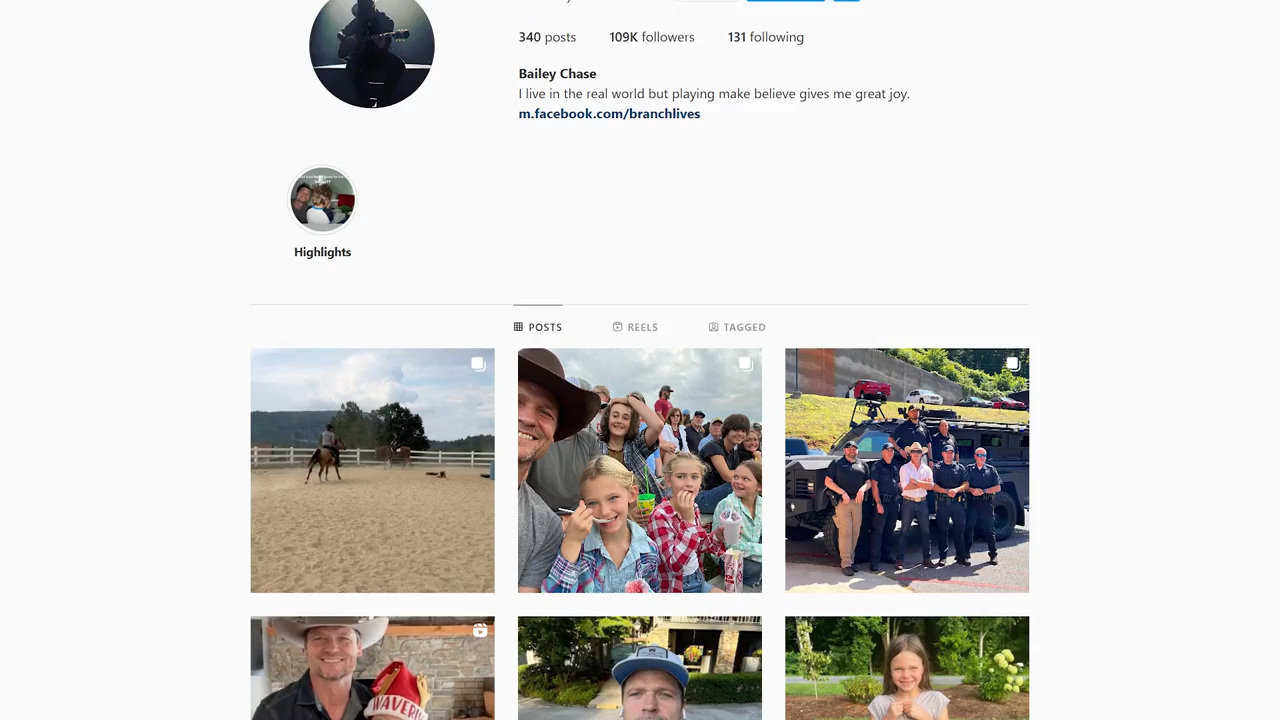 340 posts 109K followers 131 following
Bailey Chase
I live in the real world but playing make believe gives me great joy.
m.facebook.com/branchlives
Highlights
POSTS REELS TAGGED
WAVERLY